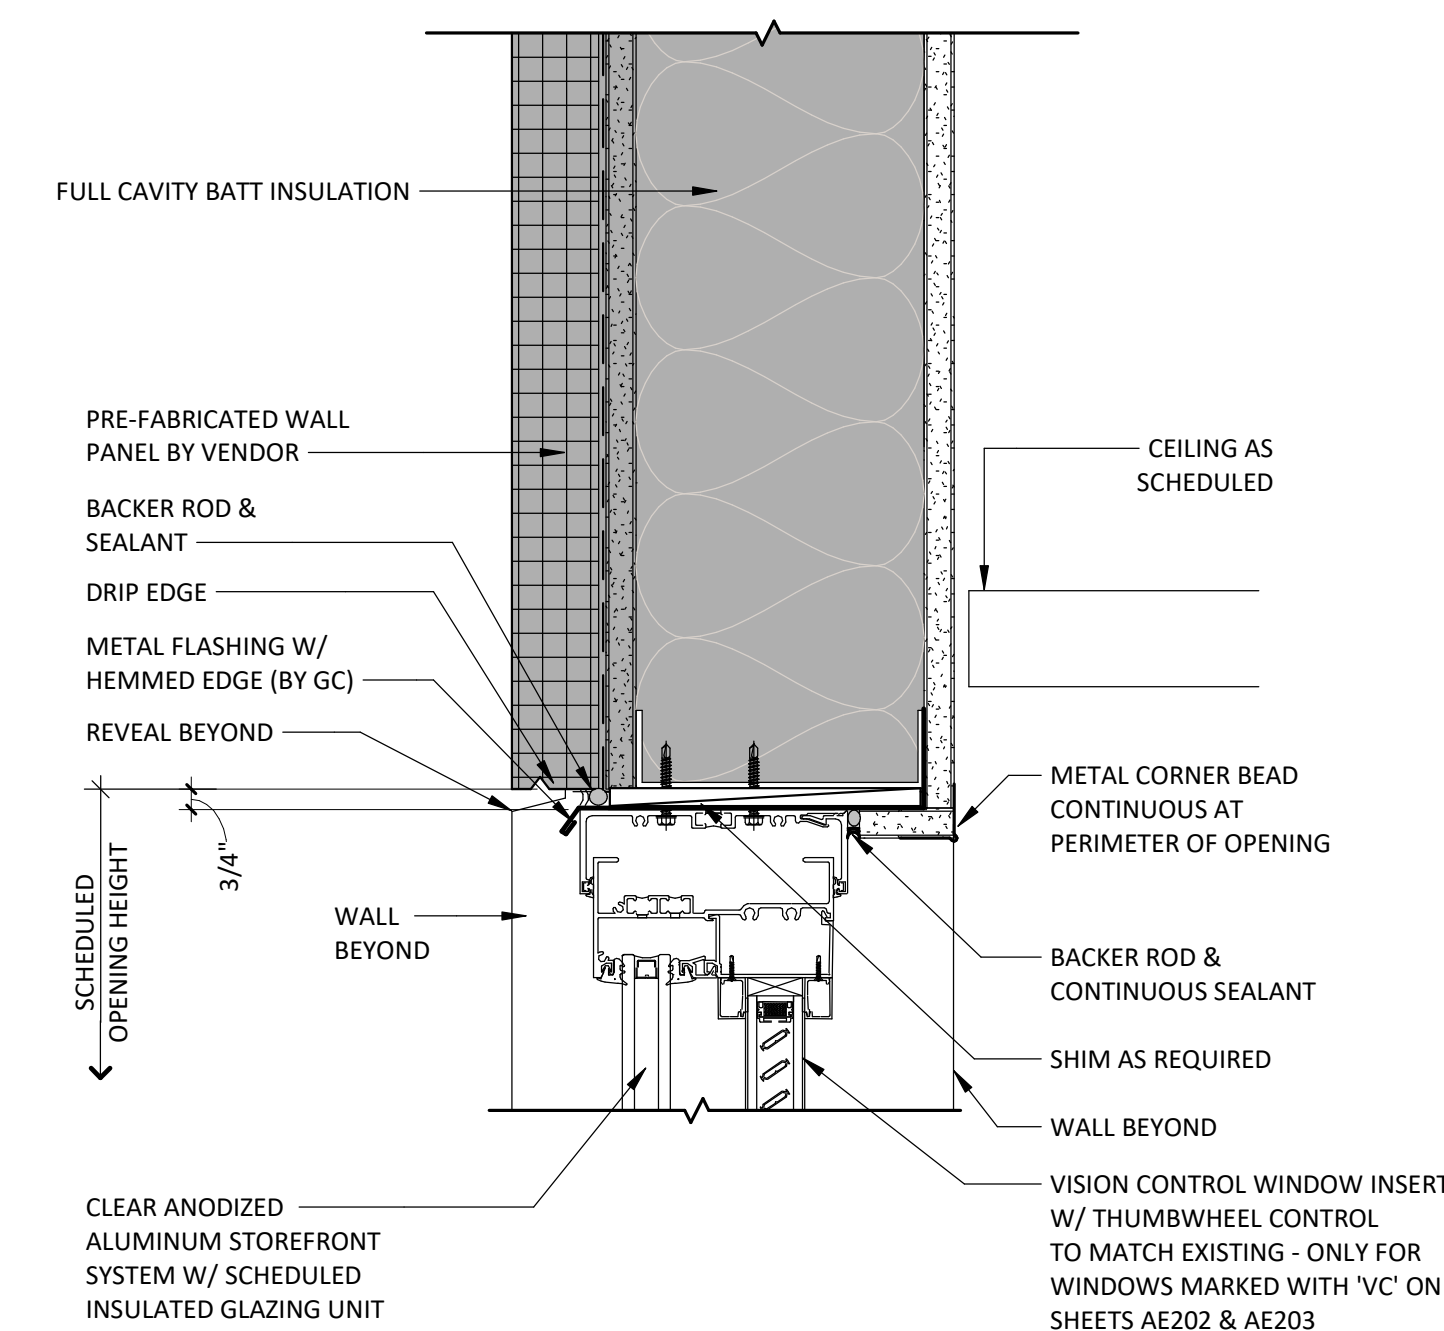 FULL CAVITY BATT INSULATION
PRE-FABRICATED WALL
PANEL BY VENDOR
BACKER ROD &
SEALANT
DRIP EDGE
METAL FLASHING W/
HEMMED EDGE (BY GC)
REVEAL BEYOND
3/4"
SCHEDULED
OPENING HEIGHT
WALL
BEYOND
CLEAR ANODIZED
ALUMINUM STOREFRONT
SYSTEM W/ SCHEDULED
INSULATED GLAZING UNIT
CEILING AS
SCHEDULED
METAL CORNER BEAD
CONTINUOUS AT
PERIMETER OF OPENING
BACKER ROD &
CONTINUOUS SEALANT
SHIM AS REQUIRED
WALL BEYOND
VISION CONTROL WINDOW INSERT
W/ THUMBWHEEL CONTROL
TO MATCH EXISTING - ONLY FOR
WINDOWS MARKED WITH 'VC' ON
SHEETS AE202 & AE203